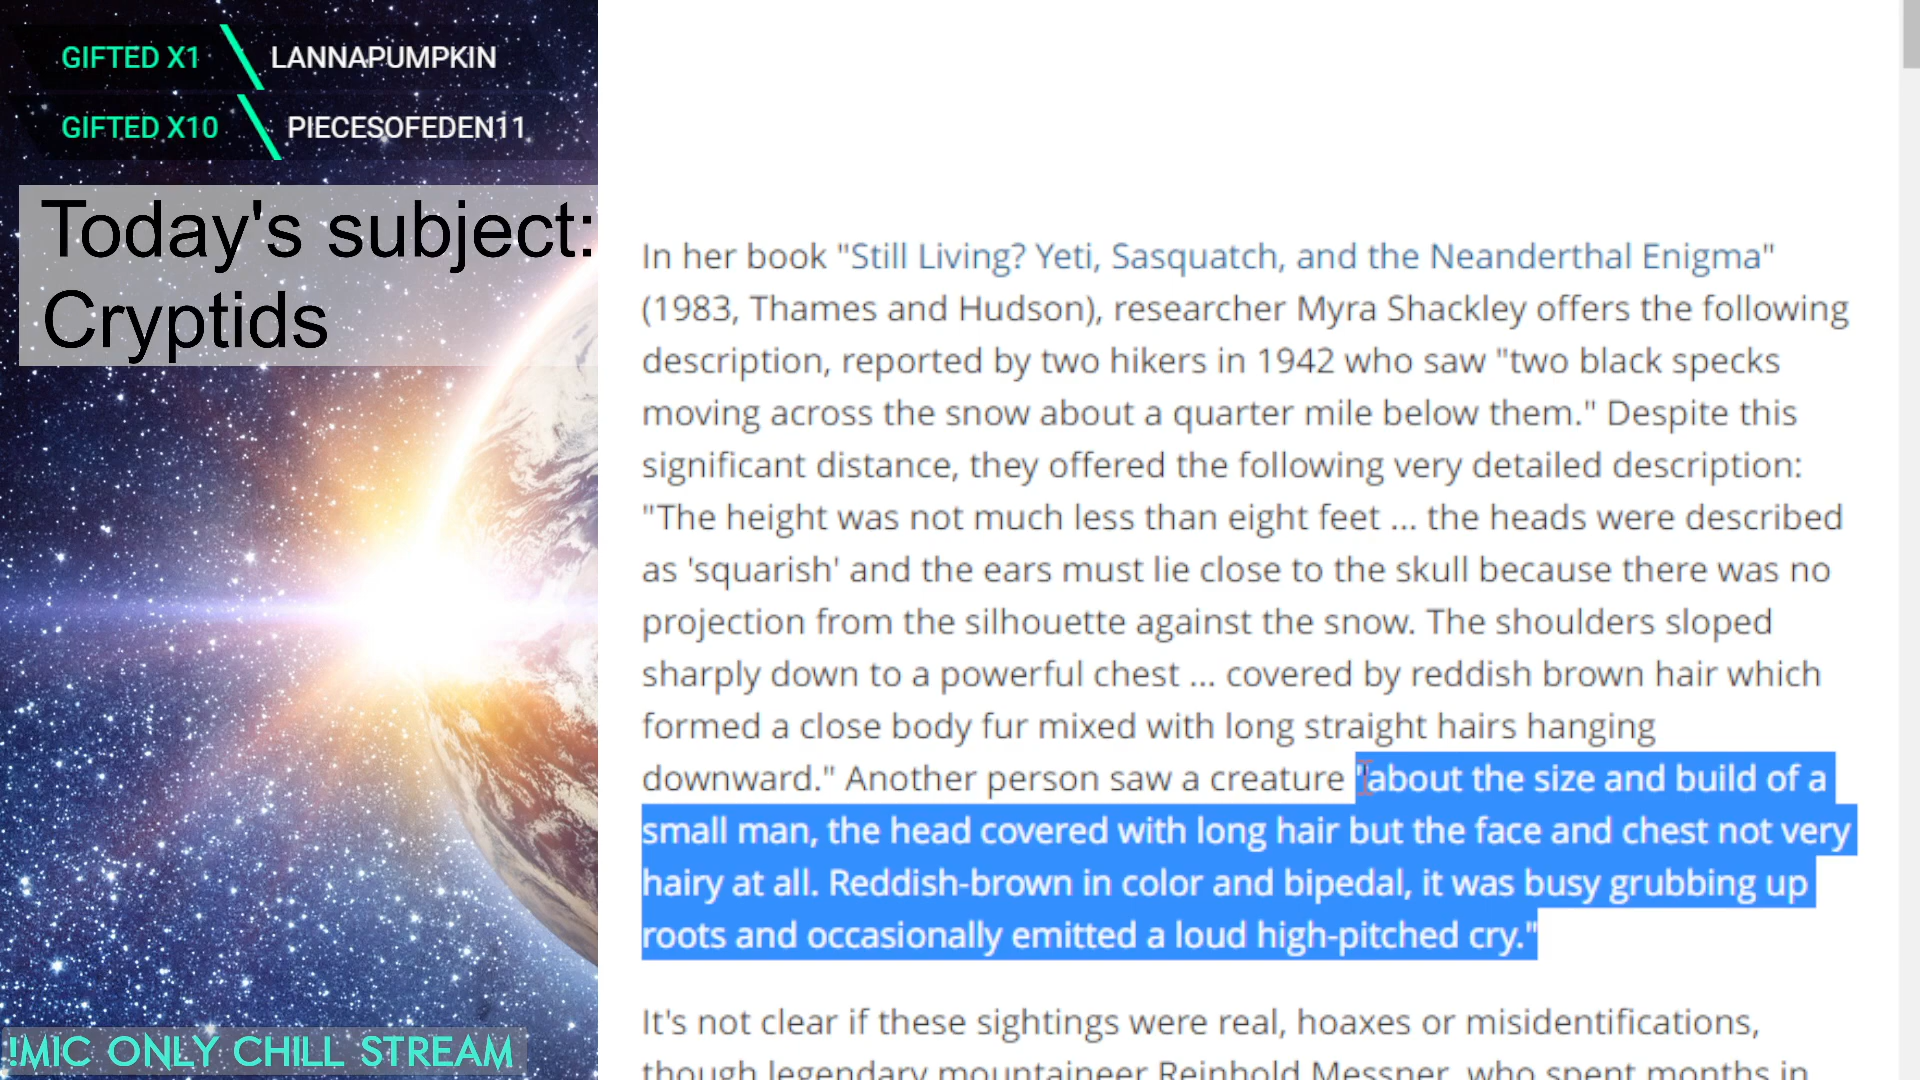 GIFTED X1 LANNAPUMPKIN
GIFTED X10 PIECESOFEDEN11
Today's subject:
Cryptids
In her book "Still Living? Yeti, Sasquatch, and the Neanderthal Enigma"
(1983, Thames and Hudson), researcher Myra Shackley offers the following
description, reported by two hikers in 1942 who saw "two black specks
moving across the snow about a quarter mile below them." Despite this
significant distance, they offered the following very detailed description:
"The height was not much less than eight feet ... the heads were described
as 'squarish' and the ears must lie close to the skull because there was no
projection from the silhouette against the snow. The shoulders sloped
sharply down to a powerful chest ... covered by reddish brown hair which
formed a close body fur mixed with long straight hairs hanging
downward." Another person saw a creature "about the size and build of a
small man, the head covered with long hair but the face and chest not very
hairy at all. Reddish-brown in color and bipedal, it was busy grubbing up
roots and occasionally emitted a loud high-pitched cry."
It's not clear if these sightings were real, hoaxes or misidentifications,
though legendary mountaineer Reinhold Messner, who spent months in
!MIC ONLY CHILL STREAM